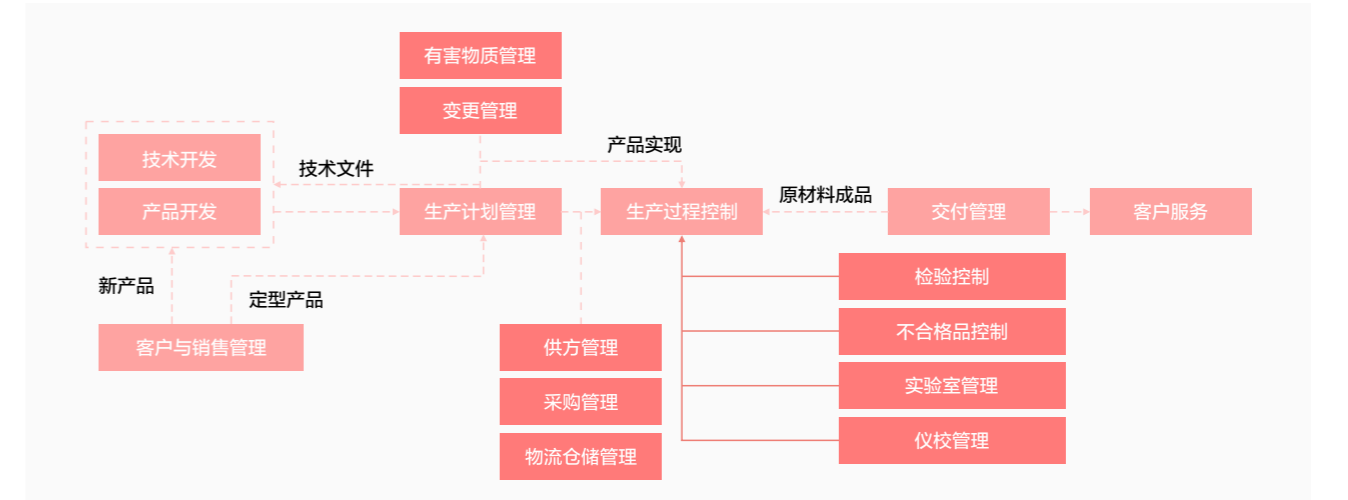 有害物质管理
变更管理
产品实现
技术开发
技术文件
产品开发
生产计划管理
生产过程控制
原材料成品
交付管理
客户服务
新产品
定型产品
客户与销售管理
检验控制
不合格品控制
实验室管理
仪校管理
供方管理
采购管理
物流仓储管理